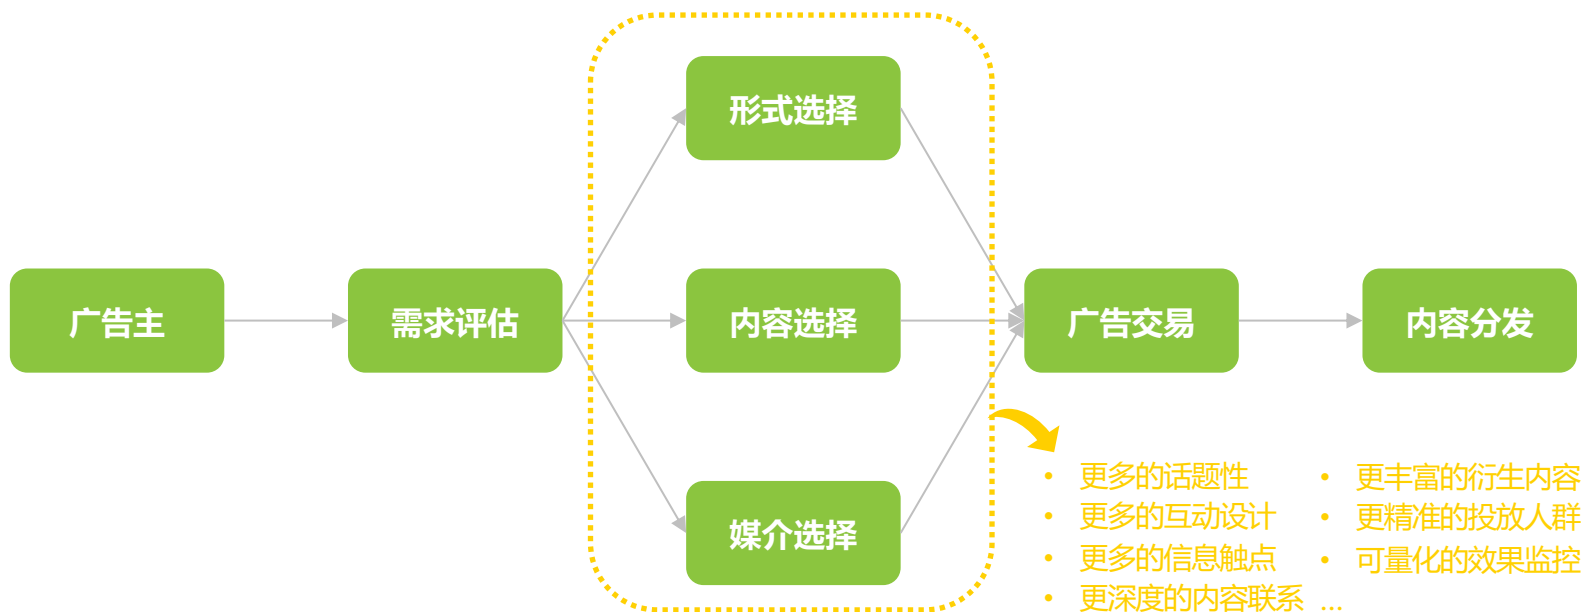 形式选择
广告主
需求评估
内容选择
广告交易
内容分发
媒介选择
• 更多的话题性
• 更多的互动设计
• 更多的信息触点
• 更深度的内容联系
• 更丰富的衍生内容
• 更精准的投放人群
• 可量化的效果监控
...